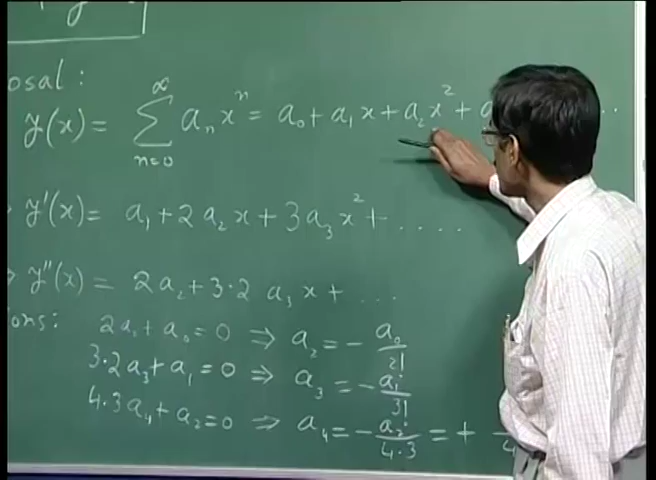 osal :
y(x) = ∑_{n=0}^{∞} a_n x^n = a_0 + a_1 x + a_2 x^2 + a ..
y'(x) = a_1 + 2 a_2 x + 3 a_3 x^2 + .....
y''(x) = 2 a_2 + 3·2 a_3 x + ...
ons: 2a_2 + a_0 = 0 ⇒ a_2 = - a_0/2!
3·2 a_3 + a_1 = 0 ⇒ a_3 = - a_1/3!
4·3 a_4 + a_2 = 0 ⇒ a_4 = - a_2/4·3 = + /4